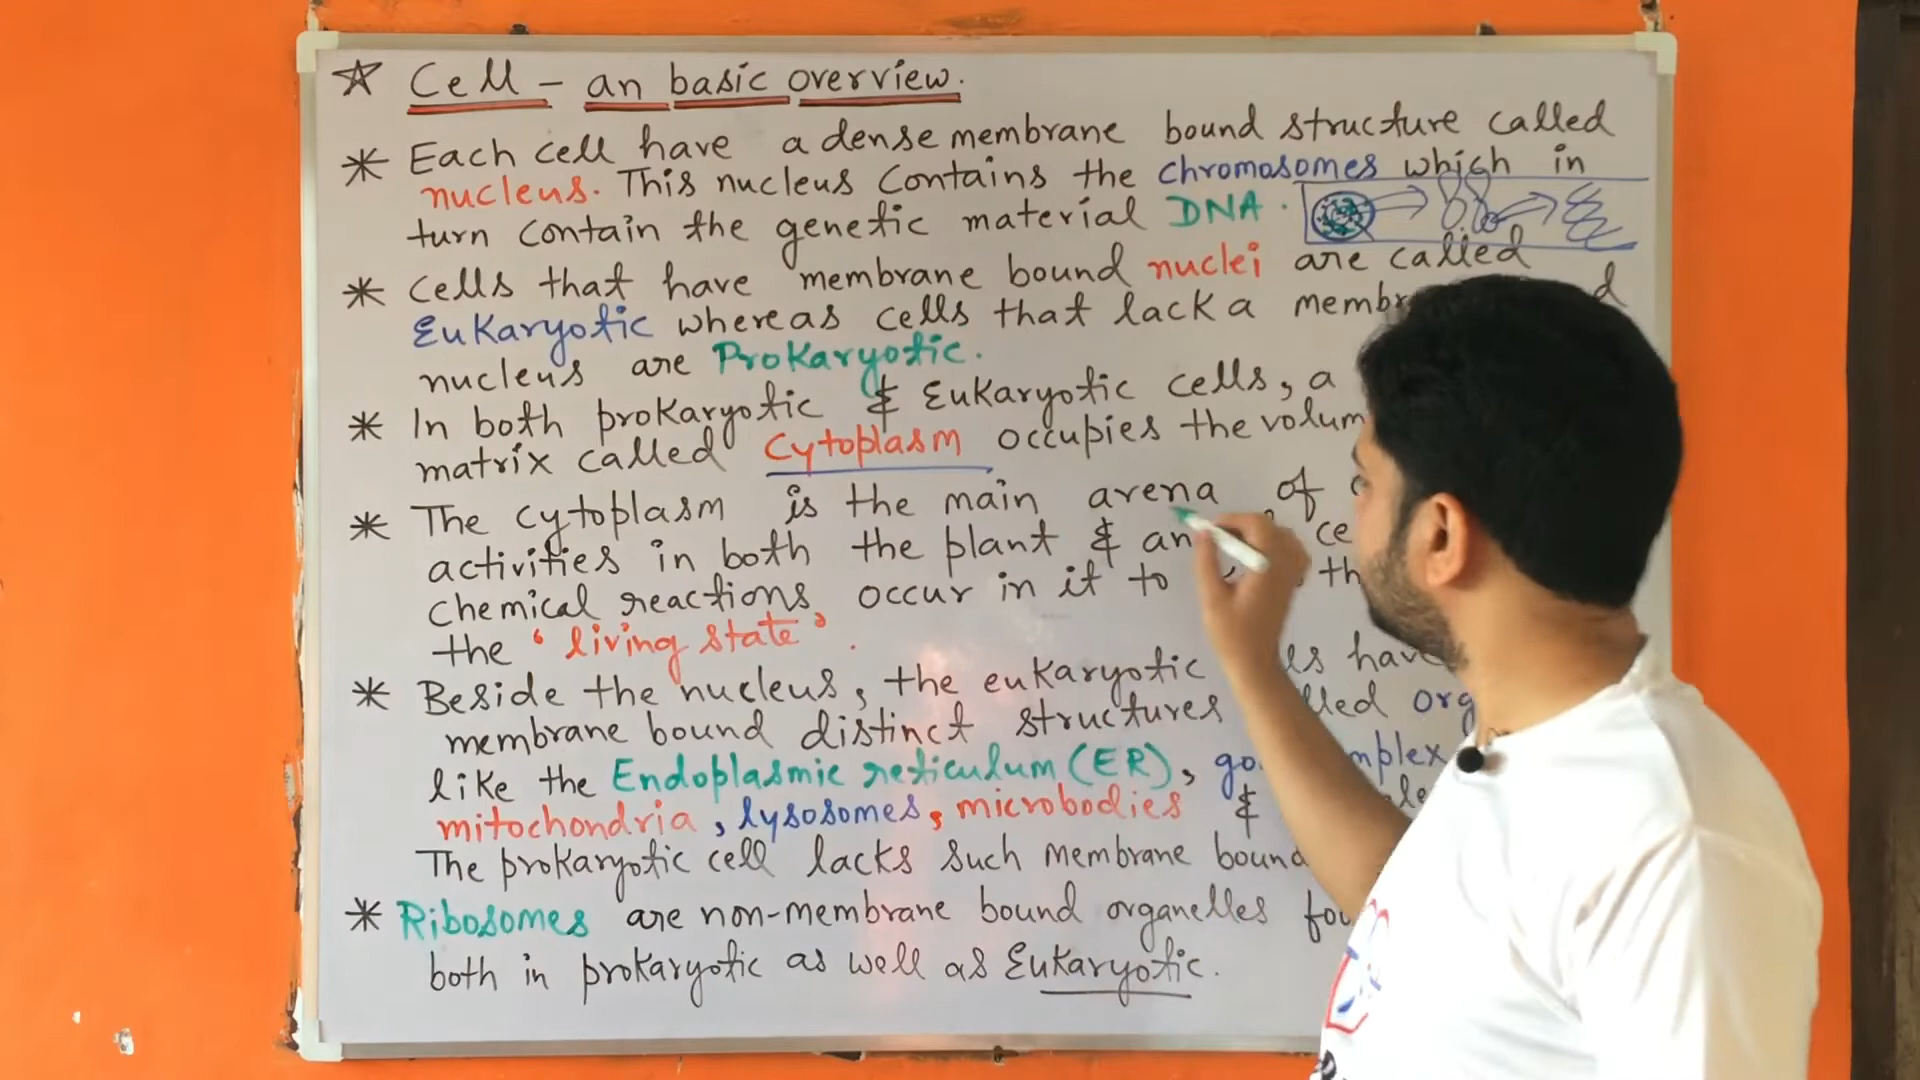 ☆ Cell - an basic overview.
* Each cell have a dense membrane bound structure called
nucleus. This nucleus contains the chromosomes which in
turn contain the genetic material DNA.
* Cells that have membrane bound nuclei are called
Eukaryotic whereas cells that lack a
nucleus are Prokaryotic.
* In both prokaryotic & Eukaryotic cells, a
matrix called Cytoplasm occupies the
* The cytoplasm is the main arena of
activities in both the plant &
chemical reactions occur in it to
the 'living state'.
* Beside the nucleus, the eukaryotic have
membrane bound distinct structures
like the Endoplasmic reticulum (ER),
mitochondria, lysosomes, microbodies &
The prokaryotic cell lacks such membrane bound
* Ribosomes are non-membrane bound organelles
both in prokaryotic as well as Eukaryotic.